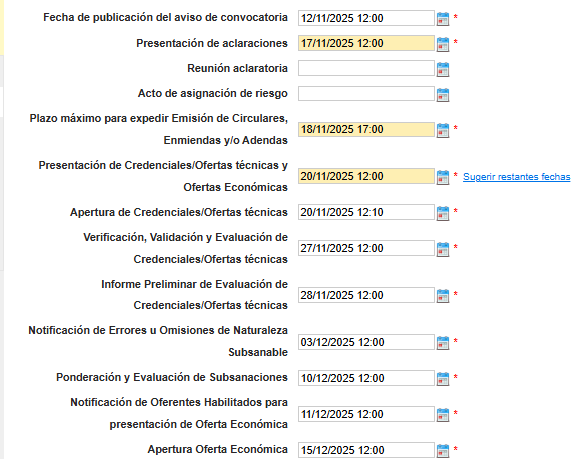 Fecha de publicación del aviso de convocatoria 12/11/2025 12:00 *
Presentación de aclaraciones 17/11/2025 12:00 *
Reunión aclaratoria
Acto de asignación de riesgo
Plazo máximo para expedir Emisión de Circulares,
Enmiendas y/o Adendas 18/11/2025 17:00 *
Presentación de Credenciales/Ofertas técnicas y
Ofertas Económicas 20/11/2025 12:00 * Sugerir restantes fechas
Apertura de Credenciales/Ofertas técnicas 20/11/2025 12:10 *
Verificación, Validación y Evaluación de
Credenciales/Ofertas técnicas 27/11/2025 12:00 *
Informe Preliminar de Evaluación de
Credenciales/Ofertas técnicas 28/11/2025 12:00 *
Notificación de Errores u Omisiones de Naturaleza
Subsanable 03/12/2025 12:00 *
Ponderación y Evaluación de Subsanaciones 10/12/2025 12:00 *
Notificación de Oferentes Habilitados para
presentación de Oferta Económica 11/12/2025 12:00 *
Apertura Oferta Económica 15/12/2025 12:00 *